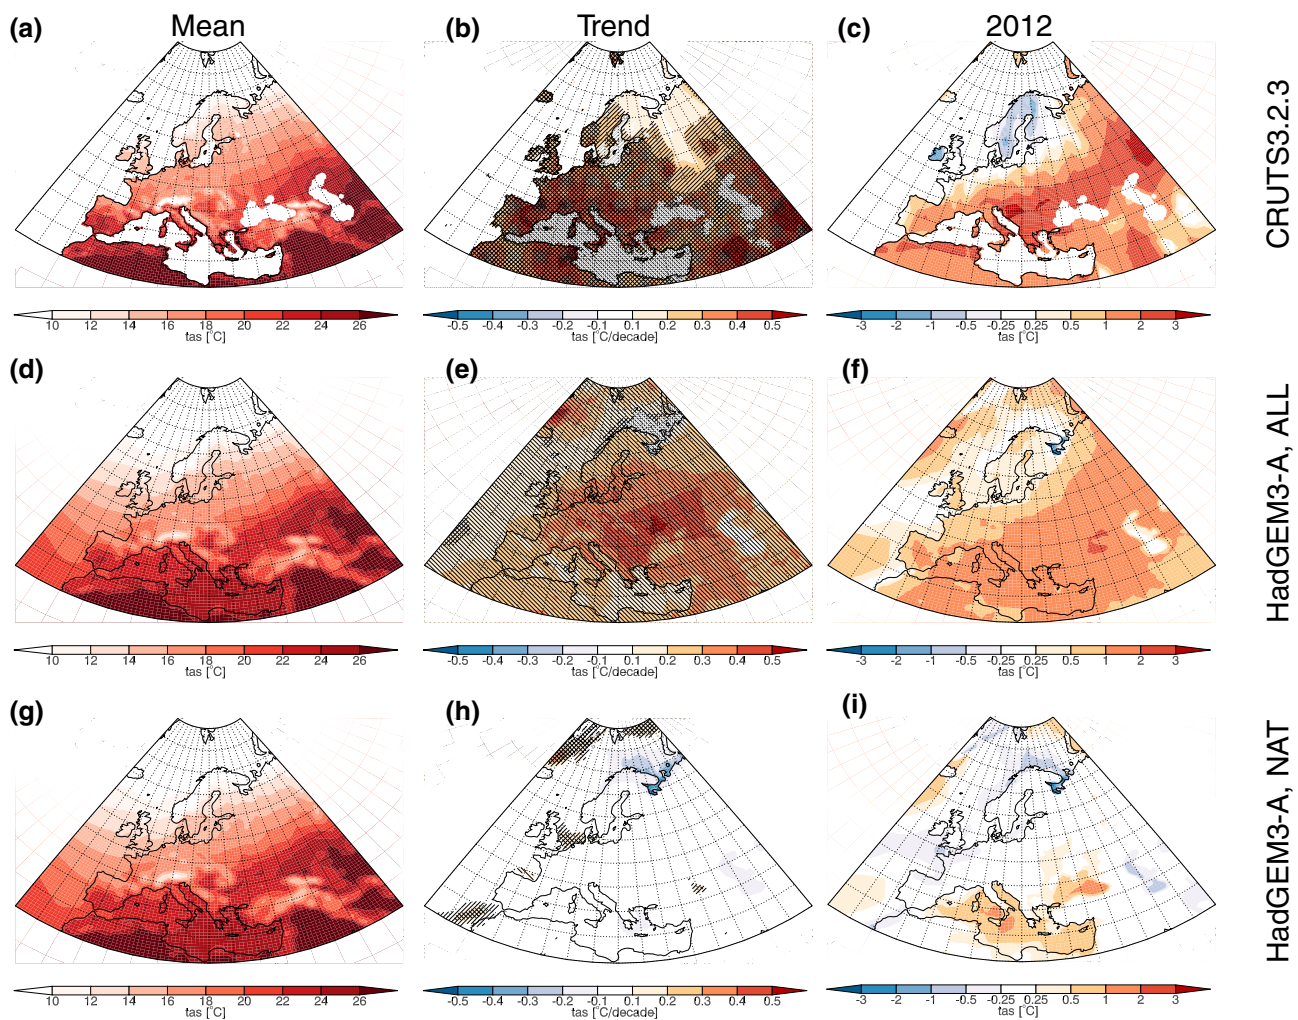 (a) Mean
(b) Trend
(c) 2012
CRUTS3.2.3
10 12 14 16 18 20 22 24 26
tas [°C]
-0.5 -0.4 -0.3 -0.2 -0.1 0.1 0.2 0.3 0.4 0.5
tas [°C/decade]
-3 -2 -1 -0.5 -0.25 0.25 0.5 1 2 3
tas [°C]
(d)
(e)
(f)
HadGEM3-A, ALL
10 12 14 16 18 20 22 24 26
tas [°C]
-0.5 -0.4 -0.3 -0.2 -0.1 0.1 0.2 0.3 0.4 0.5
tas [°C/decade]
-3 -2 -1 -0.5 -0.25 0.25 0.5 1 2 3
tas [°C]
(g)
(h)
(i)
HadGEM3-A, NAT
10 12 14 16 18 20 22 24 26
tas [°C]
-0.5 -0.4 -0.3 -0.2 -0.1 0.1 0.2 0.3 0.4 0.5
tas [°C/decade]
-3 -2 -1 -0.5 -0.25 0.25 0.5 1 2 3
tas [°C]